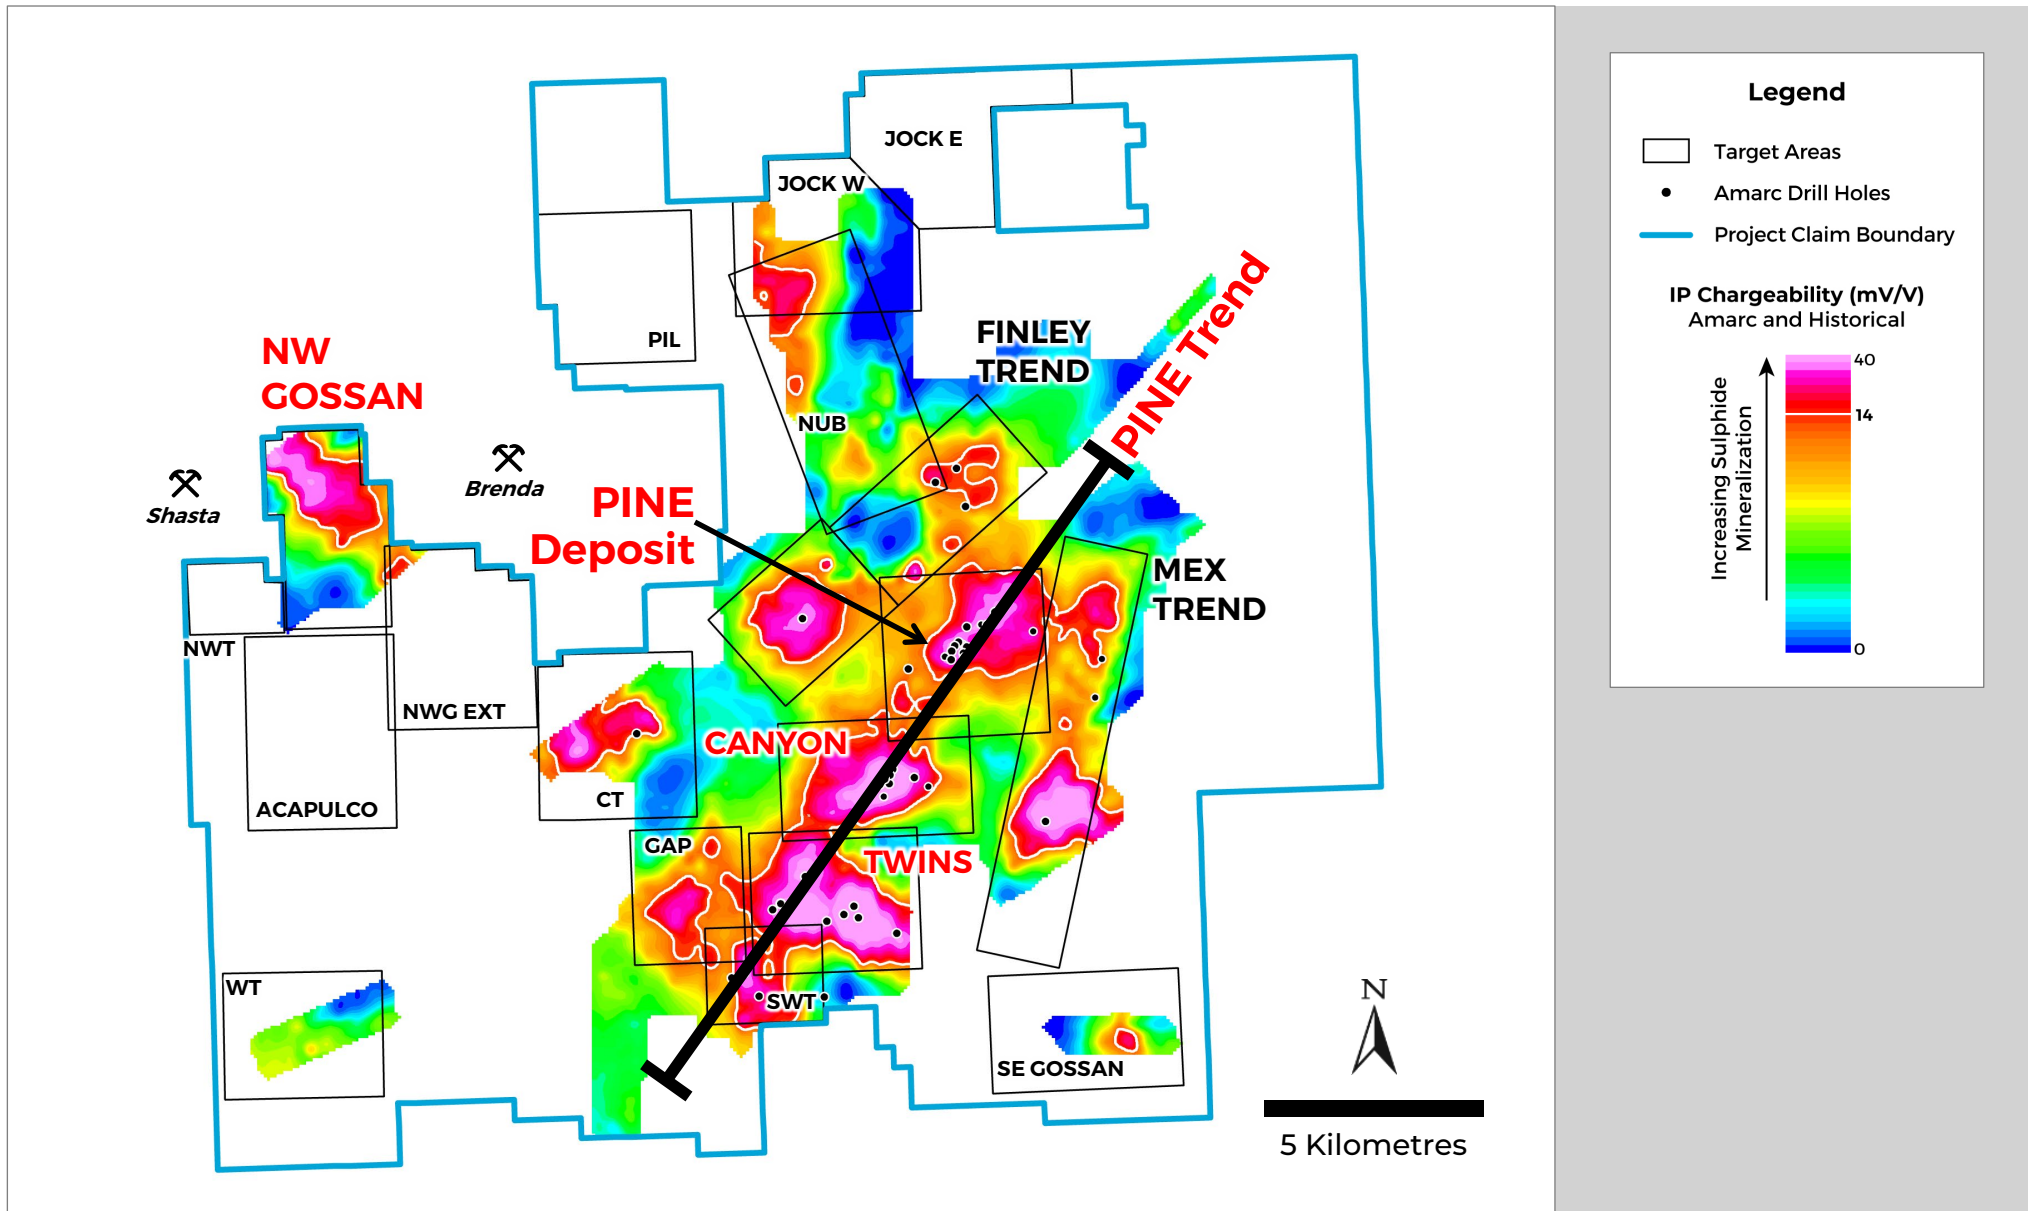 JOCK E
JOCK W
PIL
NW
GOSSAN
FINLEY
TREND
PINE Trend
NUB
Shasta
Brenda
PINE
Deposit
MEX
TREND
NWT
NWG EXT
CANYON
ACAPULCO
CT
GAP
TWINS
WT
SWT
SE GOSSAN
N
5 Kilometres
Legend
Target Areas
Amarc Drill Holes
Project Claim Boundary
IP Chargeability (mV/V)
Amarc and Historical
40
14
0
Increasing Sulphide
Mineralization